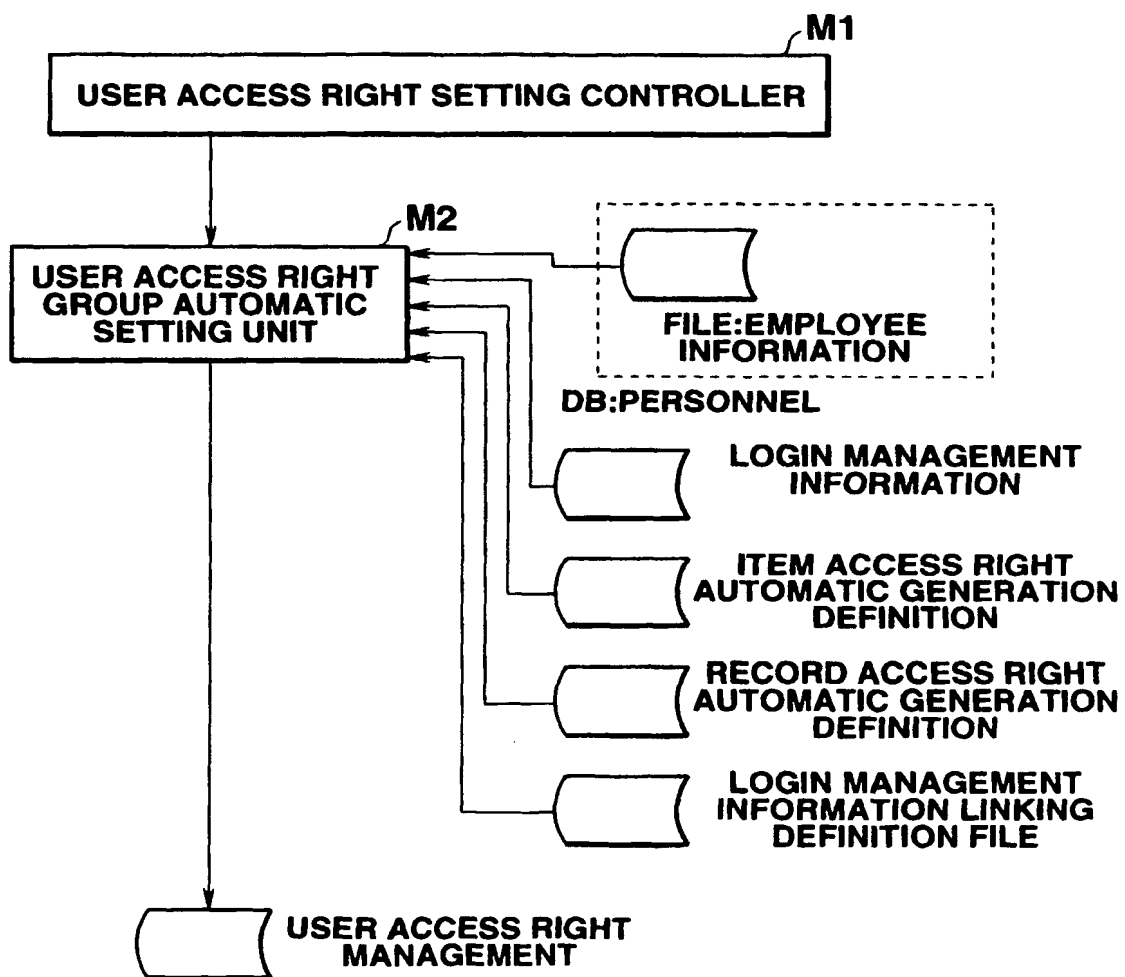 M1
USER ACCESS RIGHT SETTING CONTROLLER
M2
USER ACCESS RIGHT
GROUP AUTOMATIC
SETTING UNIT
FILE:EMPLOYEE
INFORMATION
DB:PERSONNEL
LOGIN MANAGEMENT
INFORMATION
ITEM ACCESS RIGHT
AUTOMATIC GENERATION
DEFINITION
RECORD ACCESS RIGHT
AUTOMATIC GENERATION
DEFINITION
LOGIN MANAGEMENT
INFORMATION LINKING
DEFINITION FILE
USER ACCESS RIGHT
MANAGEMENT